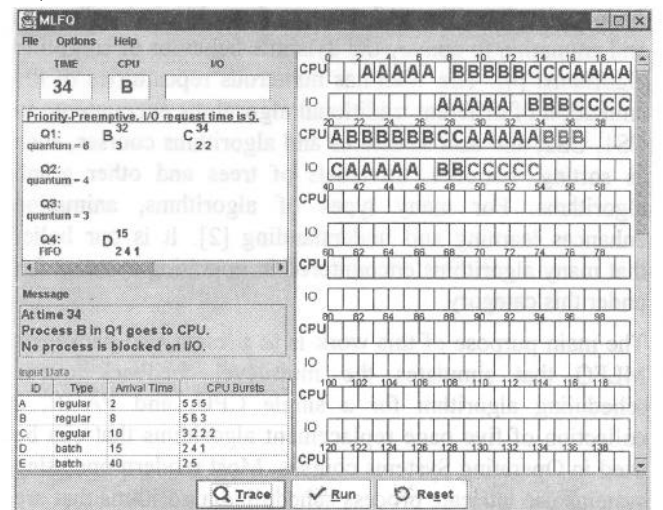 MLFQ
File Options Help
TIME CPU I/O
34 B
Priority.Preemptive. I/O request time is 5.
Q1: B 32 C 34
quantum = 8 3 2 2
Q2:
quantum = 4
Q3:
quantum = 3
Q4: D 15
FIFO 2 4 1
Message
At time 34
Process B in Q1 goes to CPU.
No process is blocked on I/O.
Input Data
ID Type Arrival Time CPU Bursts
A regular 2 5 5 5
B regular 8 5 6 3
C regular 10 3 2 2 2
D batch 15 2 4 1
E batch 40 2 5
0 2 4 6 8 10 12 14 16 18
CPU A A A A A B B B B B C C C A A A A
IO A A A A A B B B C C C C
20 22 24 26 28 30 32 34 36 38
CPU A B B B B B B C C A A A A A B B B
IO C A A A A A B B C C C C C
40 42 44 46 48 50 52 54 56 58
CPU
IO
60 62 64 66 68 70 72 74 76 78
CPU
IO
80 82 84 86 88 90 92 94 96 98
CPU
IO
100 102 104 106 108 110 112 114 116 118
CPU
IO
120 122 124 126 128 130 132 134 136 138
CPU
Trace Run Reset